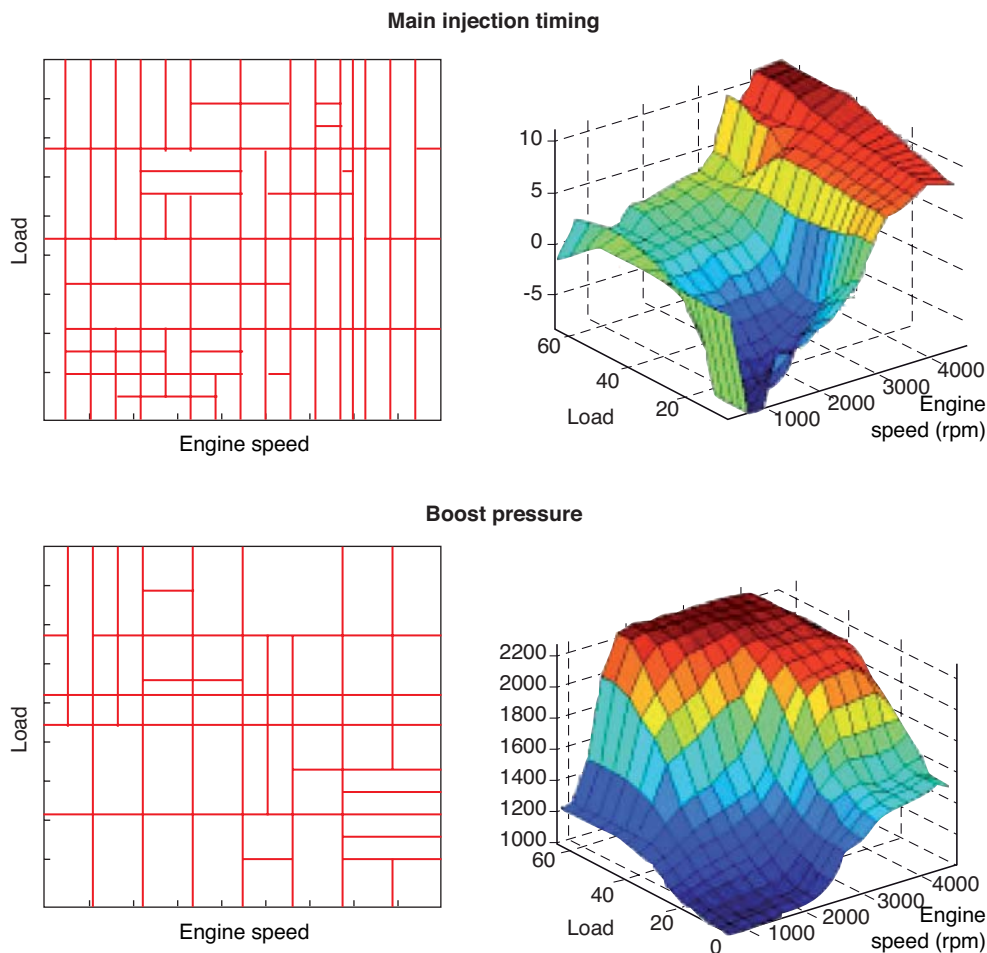 Main injection timing
Load
Engine speed
10
5
0
-5
60
40
20
Load
1000
2000
3000
4000
Engine
speed (rpm)
Boost pressure
Load
Engine speed
2200
2000
1800
1600
1400
1200
1000
60
40
20
0
Load
1000
2000
3000
4000
Engine
speed (rpm)